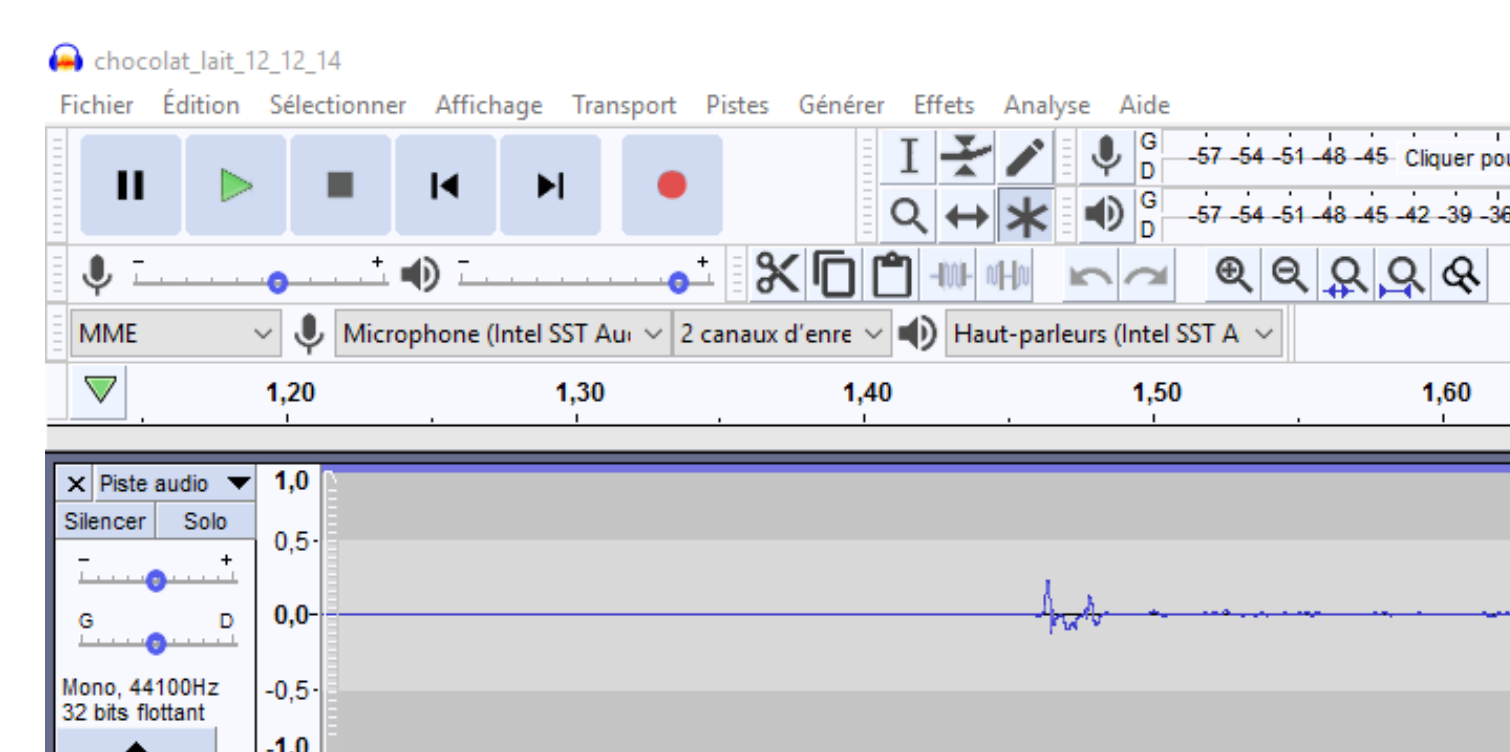 chocolat_lait_12_12_14
Fichier Édition Sélectionner Affichage Transport Pistes Générer Effets Analyse Aide
G
D
-57 -54 -51 -48 -45 Cliquer pou
G
D
-57 -54 -51 -48 -45 -42 -39 -36
- + - +
MME Microphone (Intel SST Au 2 canaux d'enre Haut-parleurs (Intel SST A
1,20 1,30 1,40 1,50 1,60
Piste audio 1,0
Silencer Solo
0,5
- +
G D 0,0
Mono, 44100Hz -0,5
32 bits flottant
-1,0